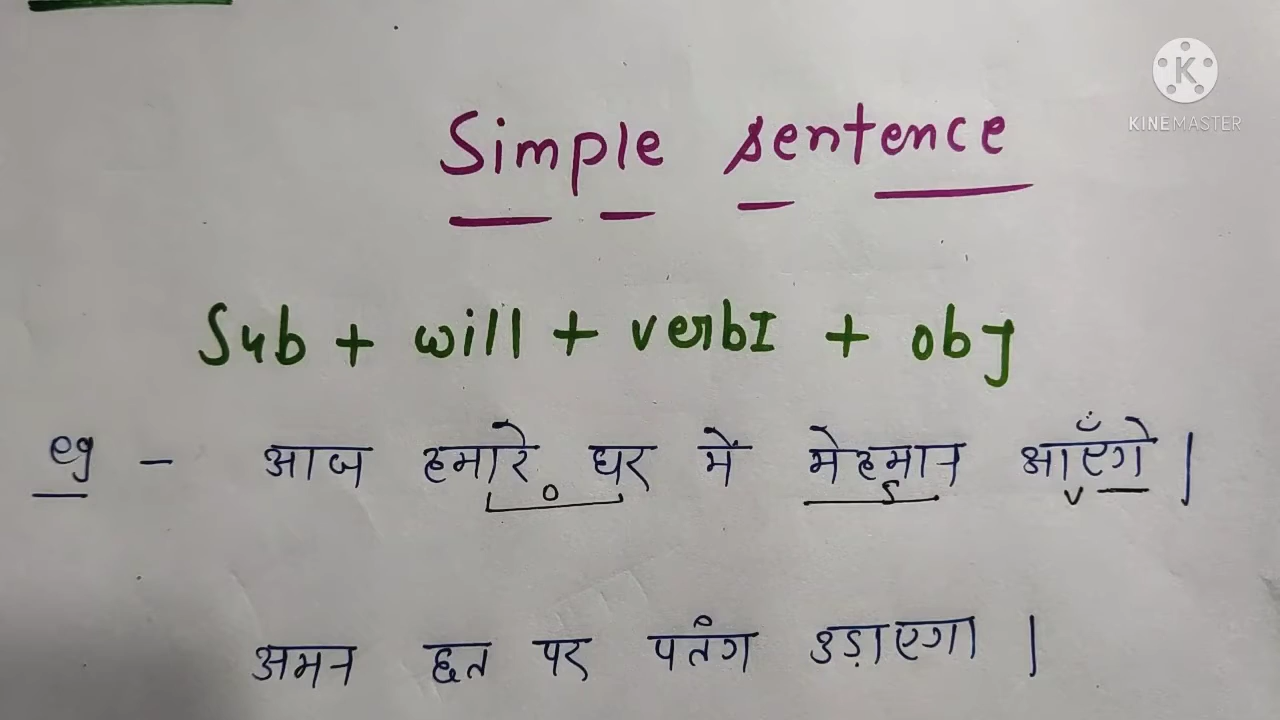 KINEMASTER
Simple sentence
Sub + will + verbI + obj
eg - आज हमारे घर में मेहमान आएँगे |
O S V
अमन छत पर पतंग उड़ाएगा |